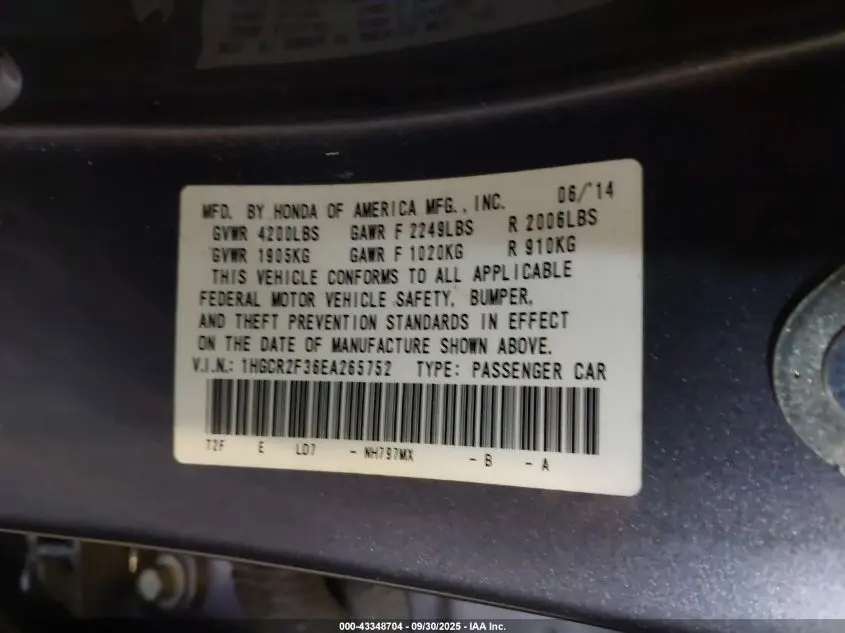 MFD. BY HONDA OF AMERICA MFG., INC. 06/14
GVWR 4200LBS GAWR F 2249LBS R 2006LBS
GVWR 1905KG GAWR F 1020KG R 910KG
THIS VEHICLE CONFORMS TO ALL APPLICABLE
FEDERAL MOTOR VEHICLE SAFETY, BUMPER,
AND THEFT PREVENTION STANDARDS IN EFFECT
ON THE DATE OF MANUFACTURE SHOWN ABOVE.
V.I.N.: 1HGCR2F36EA265752 TYPE: PASSENGER CAR
T2F E LD7 - NH797MX - B - A
000-43348704 - 09/30/2025 - IAA Inc.